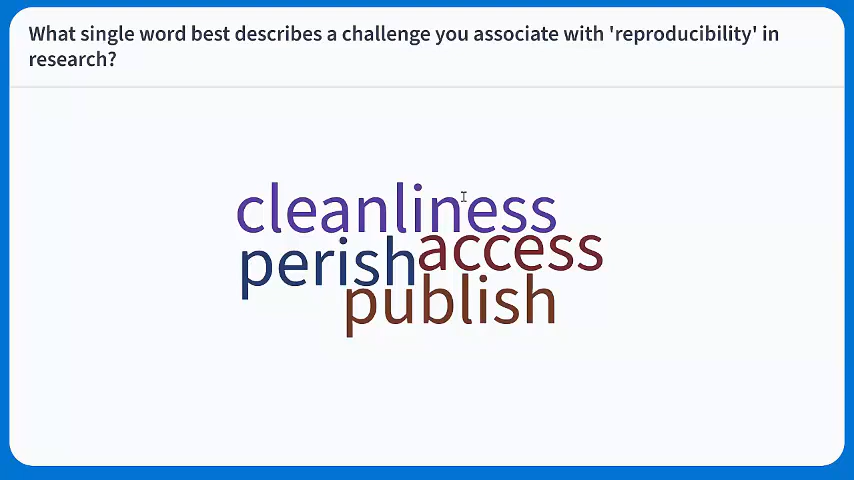 What single word best describes a challenge you associate with 'reproducibility' in
research?
cleanliness
access
perish
publish